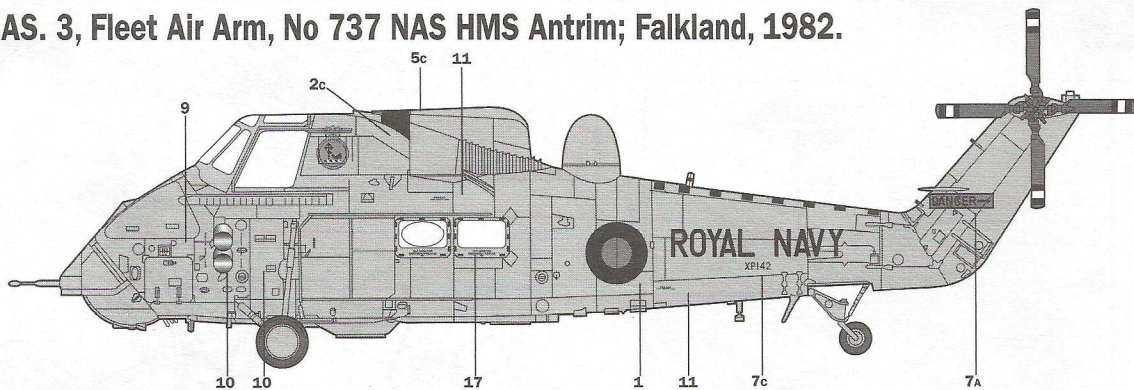 AS. 3, Fleet Air Arm, No 737 NAS HMS Antrim; Falkland, 1982.
5c 11
2c
9
DANGER
ROYAL NAVY
XP142
10 10 17 1 11 7c 7A